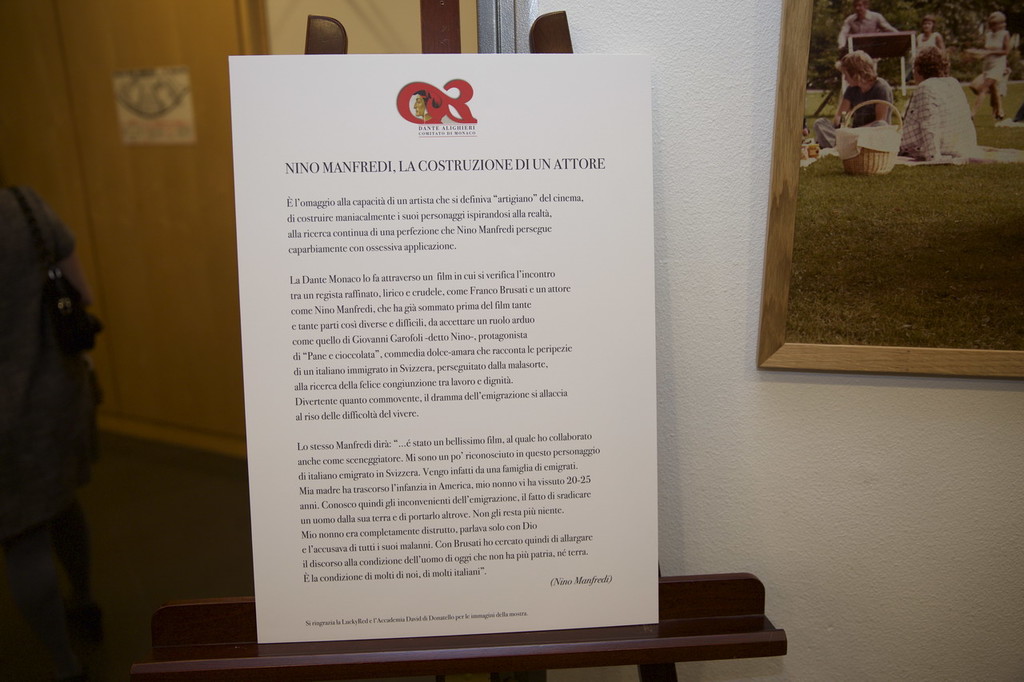 DANTE ALIGHIERI
COMITATO DI MONACO
NINO MANFREDI, LA COSTRUZIONE DI UN ATTORE
È l'omaggio alla capacità di un artista che si definiva "artigiano" del cinema,
di costruire maniacalmente i suoi personaggi ispirandosi alla realtà,
alla ricerca continua di una perfezione che Nino Manfredi persegue
caparbiamente con ossessiva applicazione.
La Dante Monaco lo fa attraverso un film in cui si verifica l'incontro
tra un regista raffinato, lirico e crudele, come Franco Brusati e un attore
come Nino Manfredi, che ha già sommato prima del film tante
e tante parti così diverse e difficili, da accettare un ruolo arduo
come quello di Giovanni Garofoli -detto Nino-, protagonista
di "Pane e cioccolata", commedia dolce-amara che racconta le peripezie
di un italiano immigrato in Svizzera, perseguitato dalla malasorte,
alla ricerca della felice congiunzione tra lavoro e dignità.
Divertente quanto commovente, il dramma dell'emigrazione si allaccia
al riso delle difficoltà del vivere.
Lo stesso Manfredi dirà: "...é stato un bellissimo film, al quale ho collaborato
anche come sceneggiatore. Mi sono un po' riconosciuto in questo personaggio
di italiano emigrato in Svizzera. Vengo infatti da una famiglia di emigrati.
Mia madre ha trascorso l'infanzia in America, mio nonno vi ha vissuto 20-25
anni. Conosco quindi gli inconvenienti dell'emigrazione, il fatto di sradicare
un uomo dalla sua terra e di portarlo altrove. Non gli resta più niente.
Mio nonno era completamente distrutto, parlava solo con Dio
e l'accusava di tutti i suoi malanni. Con Brusati ho cercato quindi di allargare
il discorso alla condizione dell'uomo di oggi che non ha più patria, né terra.
È la condizione di molti di noi, di molti italiani".
(Nino Manfredi)
Si ringrazia la LuckyRed e l'Accademia David di Donatello per le immagini della mostra.